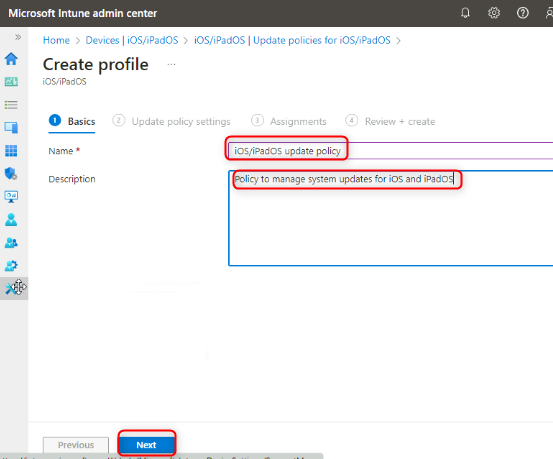 Microsoft Intune admin center
»
Home > Devices | iOS/iPadOS > iOS/iPadOS | Update policies for iOS/iPadOS >
Create profile ...
iOS/iPadOS
1 Basics 2 Update policy settings 3 Assignments 4 Review + create
Name * iOS/iPadOS update policy
Description Policy to manage system updates for iOS and iPadOS
Previous Next